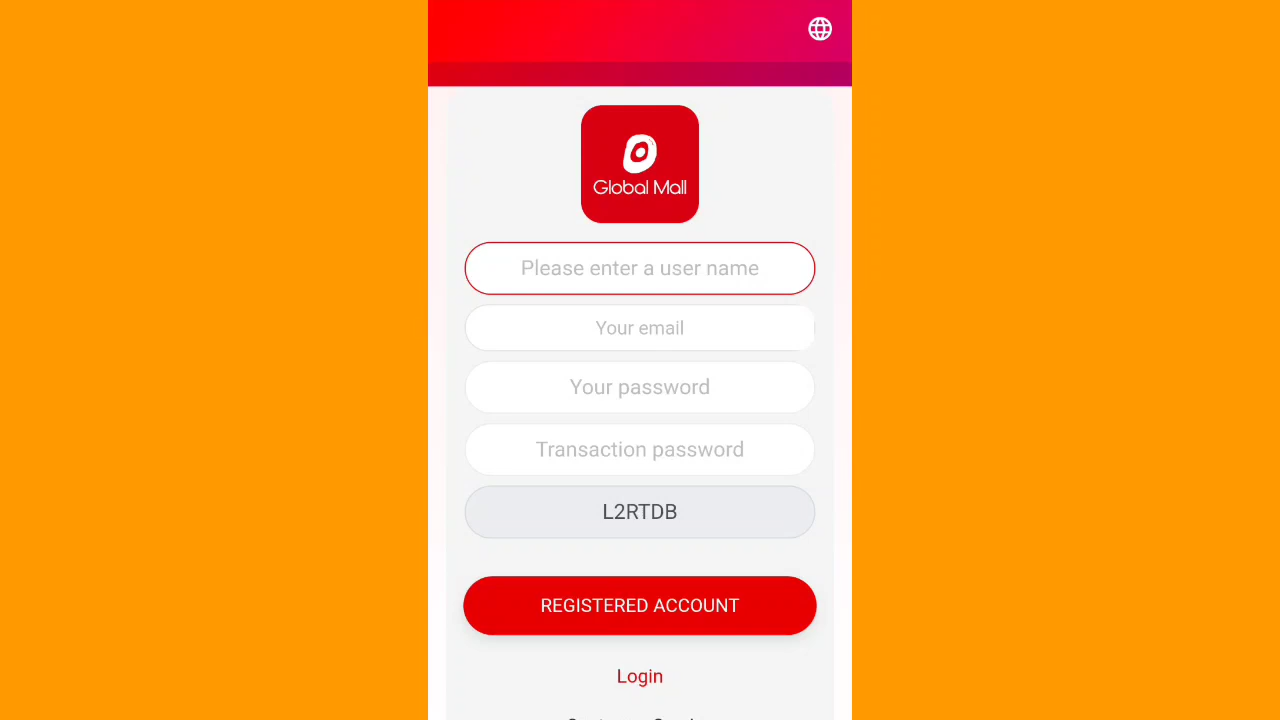 Global Mall
Please enter a user name
Your email
Your password
Transaction password
L2RTDB
REGISTERED ACCOUNT
Login